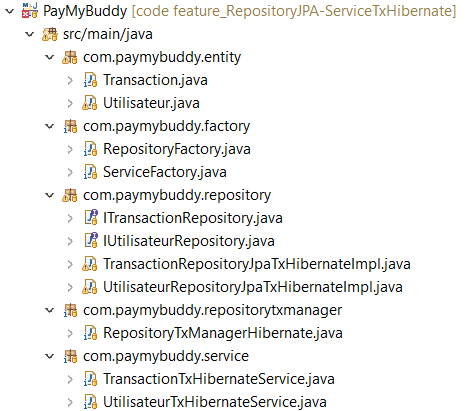 PayMyBuddy [code feature_RepositoryJPA-ServiceTxHibernate]
src/main/java
com.paymybuddy.entity
Transaction.java
Utilisateur.java
com.paymybuddy.factory
RepositoryFactory.java
ServiceFactory.java
com.paymybuddy.repository
ITransactionRepository.java
IUtilisateurRepository.java
TransactionRepositoryJpaTxHibernateImpl.java
UtilisateurRepositoryJpaTxHibernateImpl.java
com.paymybuddy.repositorytxmanager
RepositoryTxManagerHibernate.java
com.paymybuddy.service
TransactionTxHibernateService.java
UtilisateurTxHibernateService.java